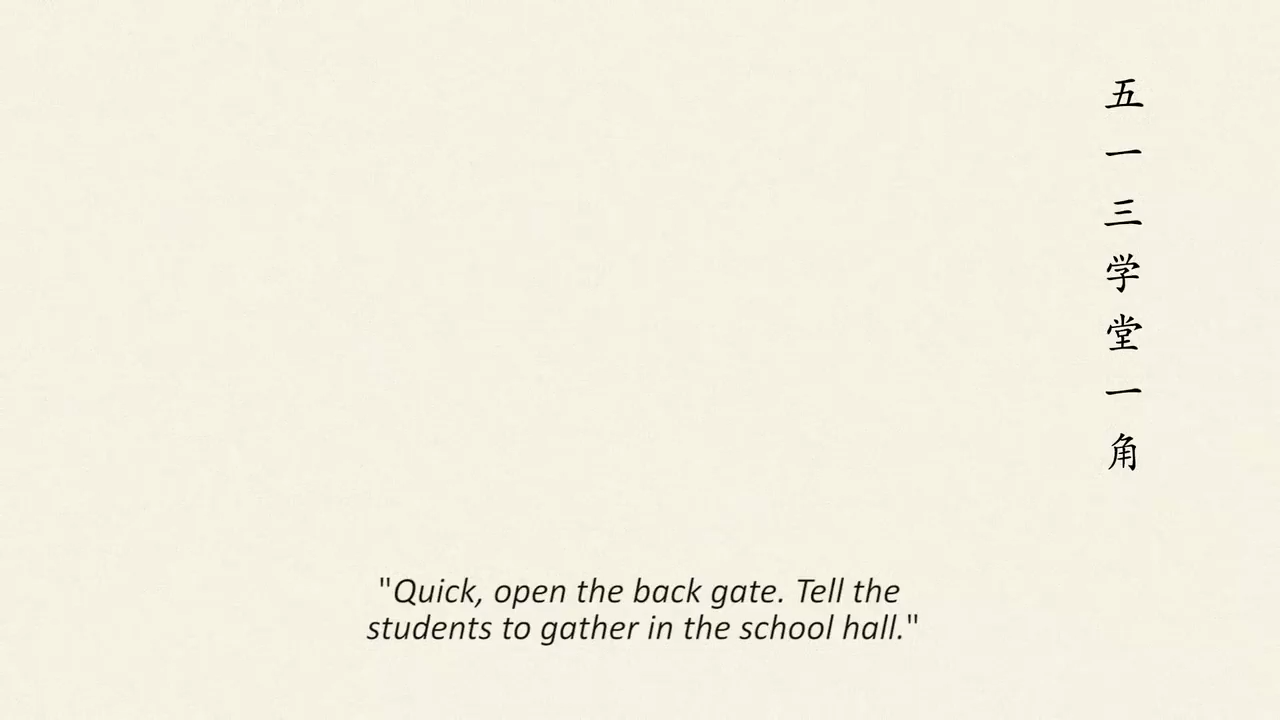 五一三学堂一角
"Quick, open the back gate. Tell the
students to gather in the school hall."